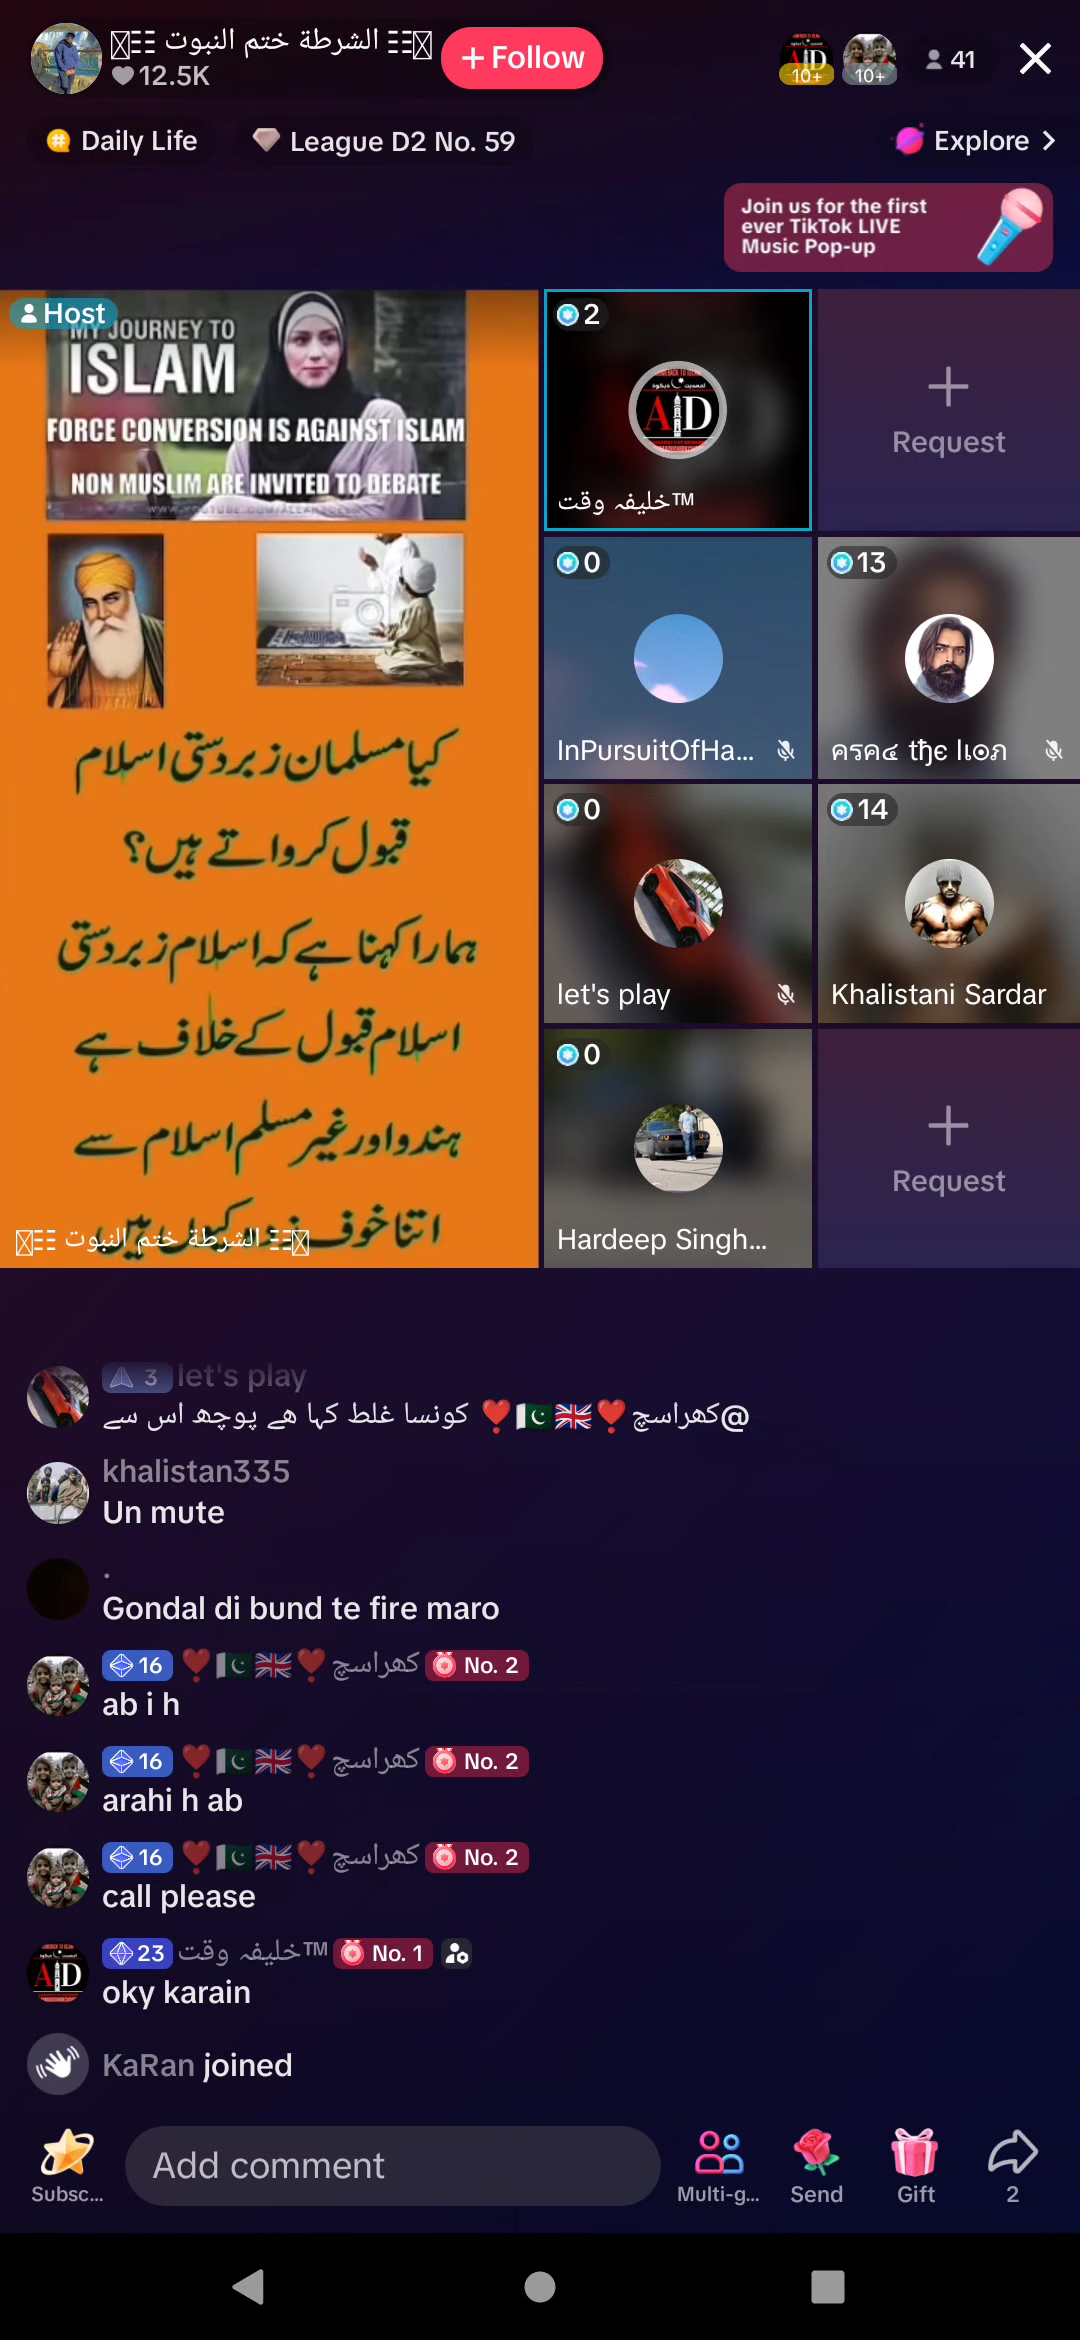 الشرطة ختم النبوت
12.5K
+ Follow
10+
10+
41
Daily Life
League D2 No. 59
Explore
Join us for the first
ever TikTok LIVE
Music Pop-up
Host
MY JOURNEY TO
ISLAM
FORCE CONVERSION IS AGAINST ISLAM
NON MUSLIM ARE INVITED TO DEBATE
کیا مسلمان زبردستی اسلام
قبول کرواتے ہیں؟
ہمارا کہنا ہے کہ اسلام زبردستی
اسلام قبول کے خلاف ہے
ہندو اور غیر مسلم اسلام سے
اتنا خوف
کیوں ہیں
الشرطة ختم النبوت
2
AD
خلیفہ وقت™
Request
0
InPursuitOfHa...
13
ครค๔ tђє lเ๏ภ
0
let's play
14
Khalistani Sardar
0
Hardeep Singh...
Request
3 let's play
@کھراسچ❣️🇬🇧🇵🇰❣️ کونسا غلط کہا ھے پوچھ اس سے
khalistan335
Un mute
.
Gondal di bund te fire maro
16 ❣️🇵🇰🇬🇧❣️کھراسچ No. 2
ab i h
16 ❣️🇵🇰🇬🇧❣️کھراسچ No. 2
arahi h ab
16 ❣️🇵🇰🇬🇧❣️کھراسچ No. 2
call please
23 خلیفہ وقت™ No. 1
oky karain
KaRan joined
Subsc...
Add comment
Multi-g...
Send
Gift
2